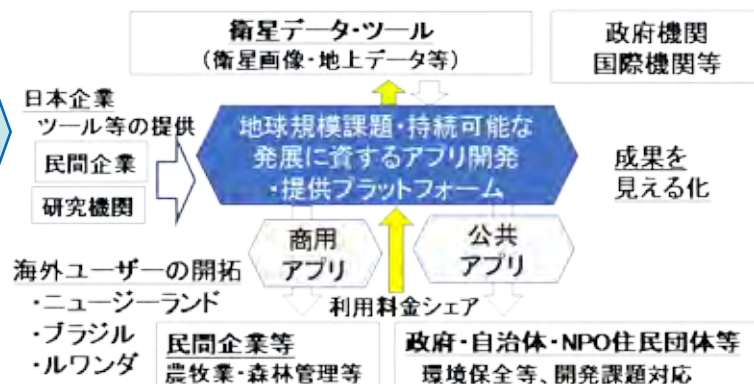 衛星データ・ツール
(衛星画像・地上データ等)
政府機関
国際機関等
日本企業
ツール等の提供
民間企業
研究機関
地球規模課題・持続可能な
発展に資するアプリ開発
・提供プラットフォーム
成果を
見える化
商用
アプリ
公共
アプリ
海外ユーザーの開拓
・ニュージーランド
・ブラジル
・ルワンダ
利用料金シェア
民間企業等
農牧業・森林管理等
政府・自治体・NPO住民団体等
環境保全等、開発課題対応